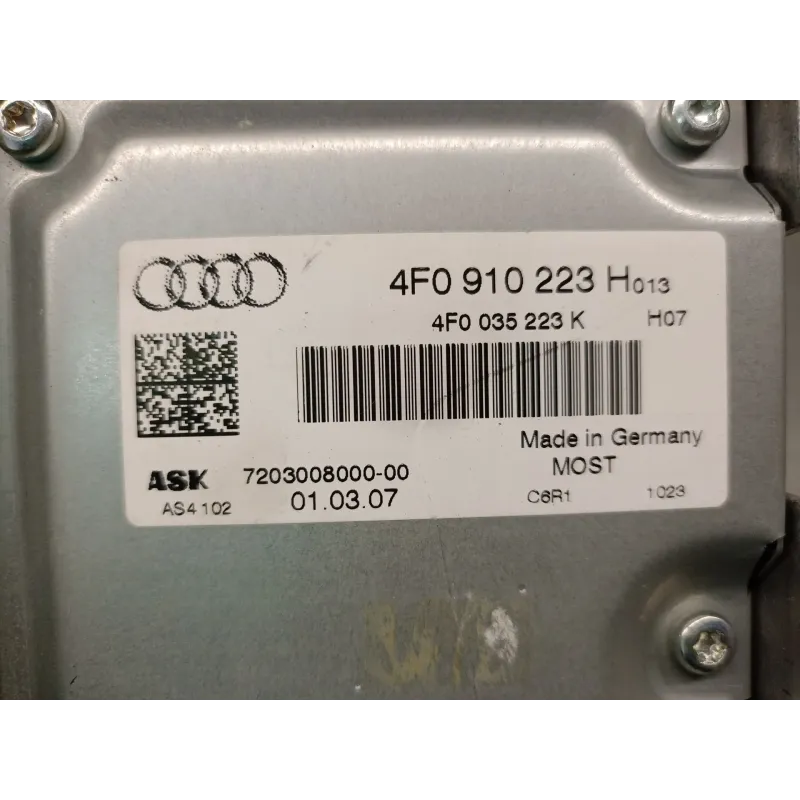 4F0 910 223 H013
4F0 035 223 K H07
Made in Germany
MOST
ASK 7203008000-00
AS4 102 01.03.07 C6R1 1023